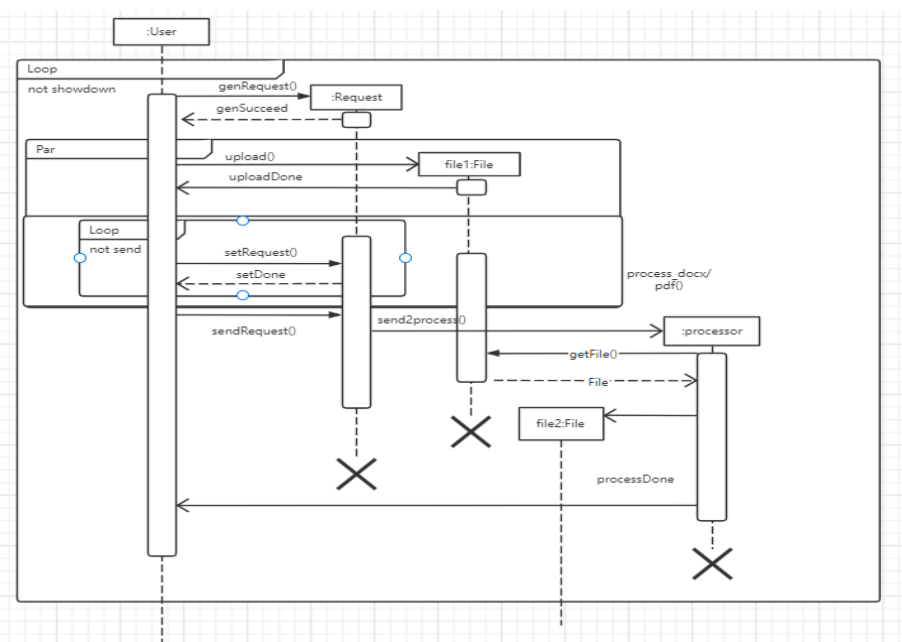 :User
Loop
not showdown
genRequest()
:Request
genSucceed
Par
upload()
file1:File
uploadDone
Loop
not send
setRequest()
setDone
process_docx/
pdf()
sendRequest()
send2process()
:processor
getFile()
File
file2:File
processDone